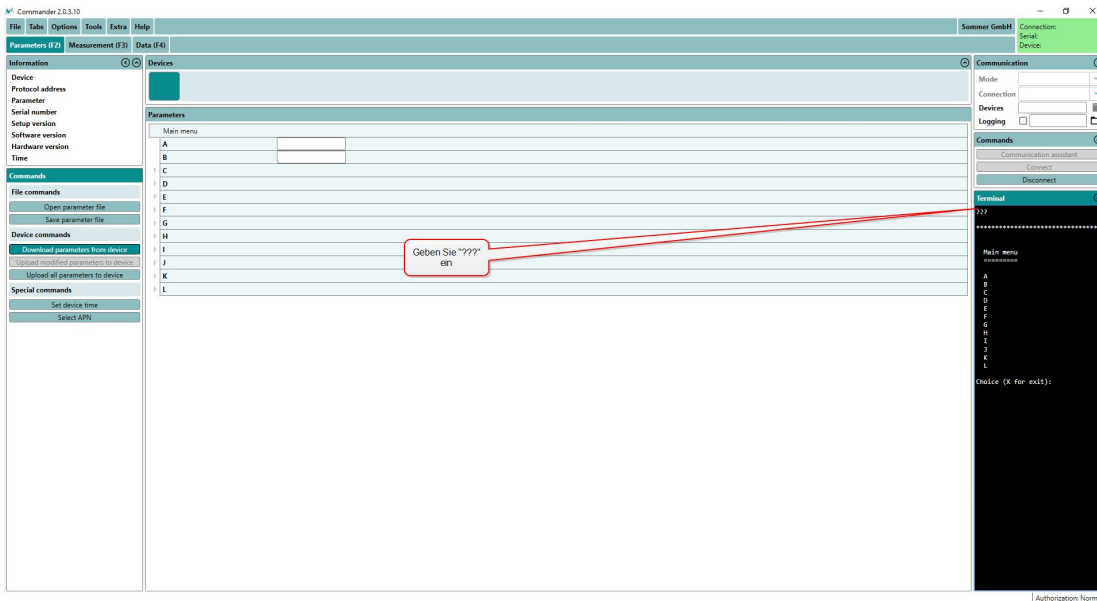 Commander 2.0.3.10
File Tabs Options Tools Extra Help
Sommer GmbH
Connection:
Serial:
Device:
Parameters (F2) Measurement (F3) Data (F4)
Information
Device
Protocol address
Parameter
Serial number
Setup version
Software version
Hardware version
Time
Commands
File commands
Open parameter file
Save parameter file
Device commands
Download parameters from device
Upload modified parameters to device
Upload all parameters to device
Special commands
Set device time
Select APN
Devices
Parameters
Main menu
A
B
C
D
E
F
G
H
I
J
K
L
Geben Sie "???"
ein
Communication
Mode
Connection
Devices
Logging
Commands
Communication assistant
Connect
Disconnect
Terminal
???
Main menu
=========
A
B
C
D
E
F
G
H
I
J
K
L
Choice (X for exit):